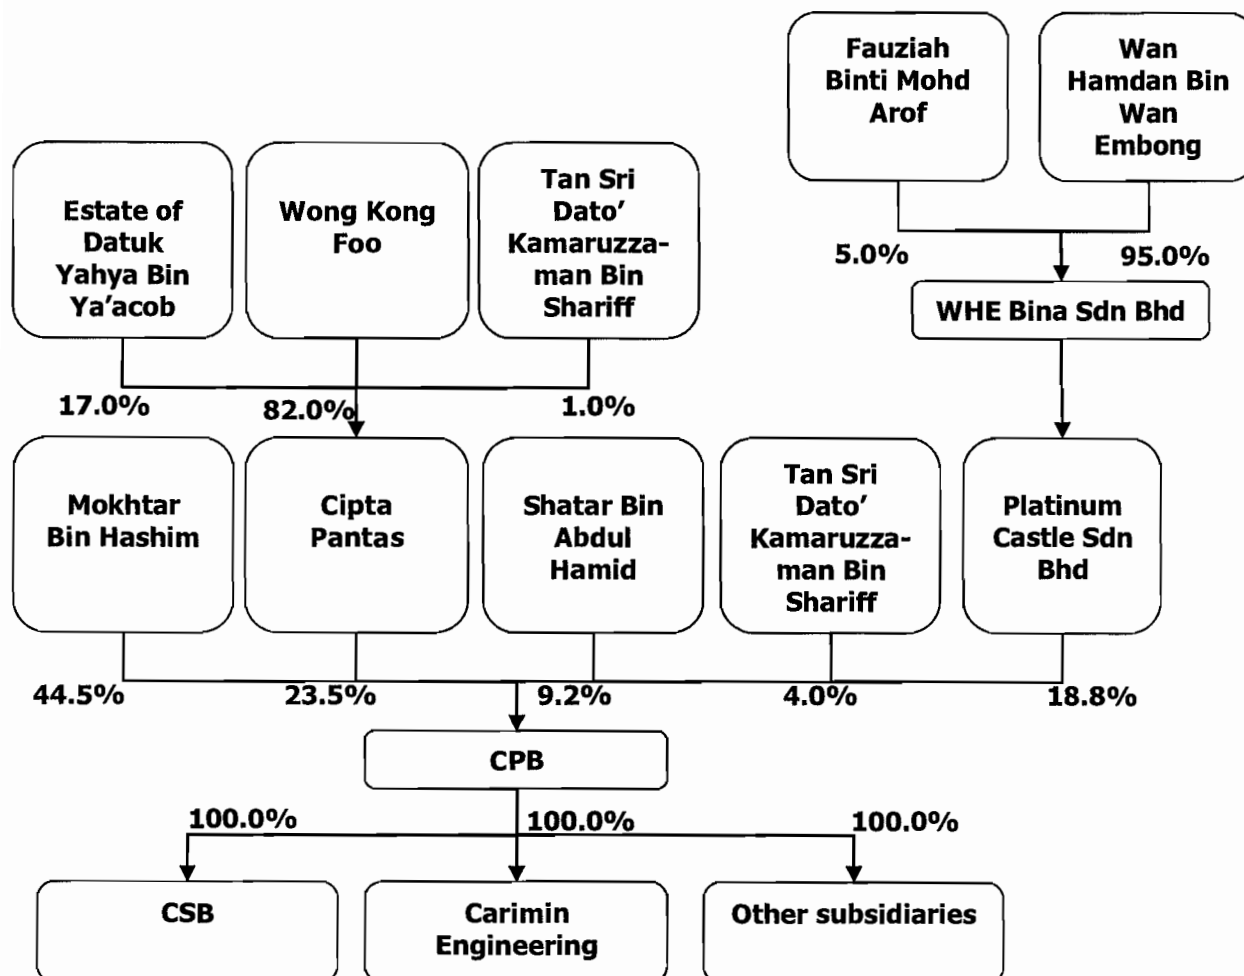 Fauziah
Binti Mohd
Arof
Wan
Hamdan Bin
Wan
Embong
Estate of
Datuk
Yahya Bin
Ya’acob
Wong Kong
Foo
Tan Sri
Dato’
Kamaruzza-
man Bin
Shariff
5.0%
95.0%
WHE Bina Sdn Bhd
17.0%
82.0%
1.0%
Mokhtar
Bin Hashim
Cipta
Pantas
Shatar Bin
Abdul
Hamid
Tan Sri
Dato’
Kamaruzza-
man Bin
Shariff
Platinum
Castle Sdn
Bhd
44.5%
23.5%
9.2%
4.0%
18.8%
CPB
100.0%
100.0%
100.0%
CSB
Carimin
Engineering
Other subsidiaries